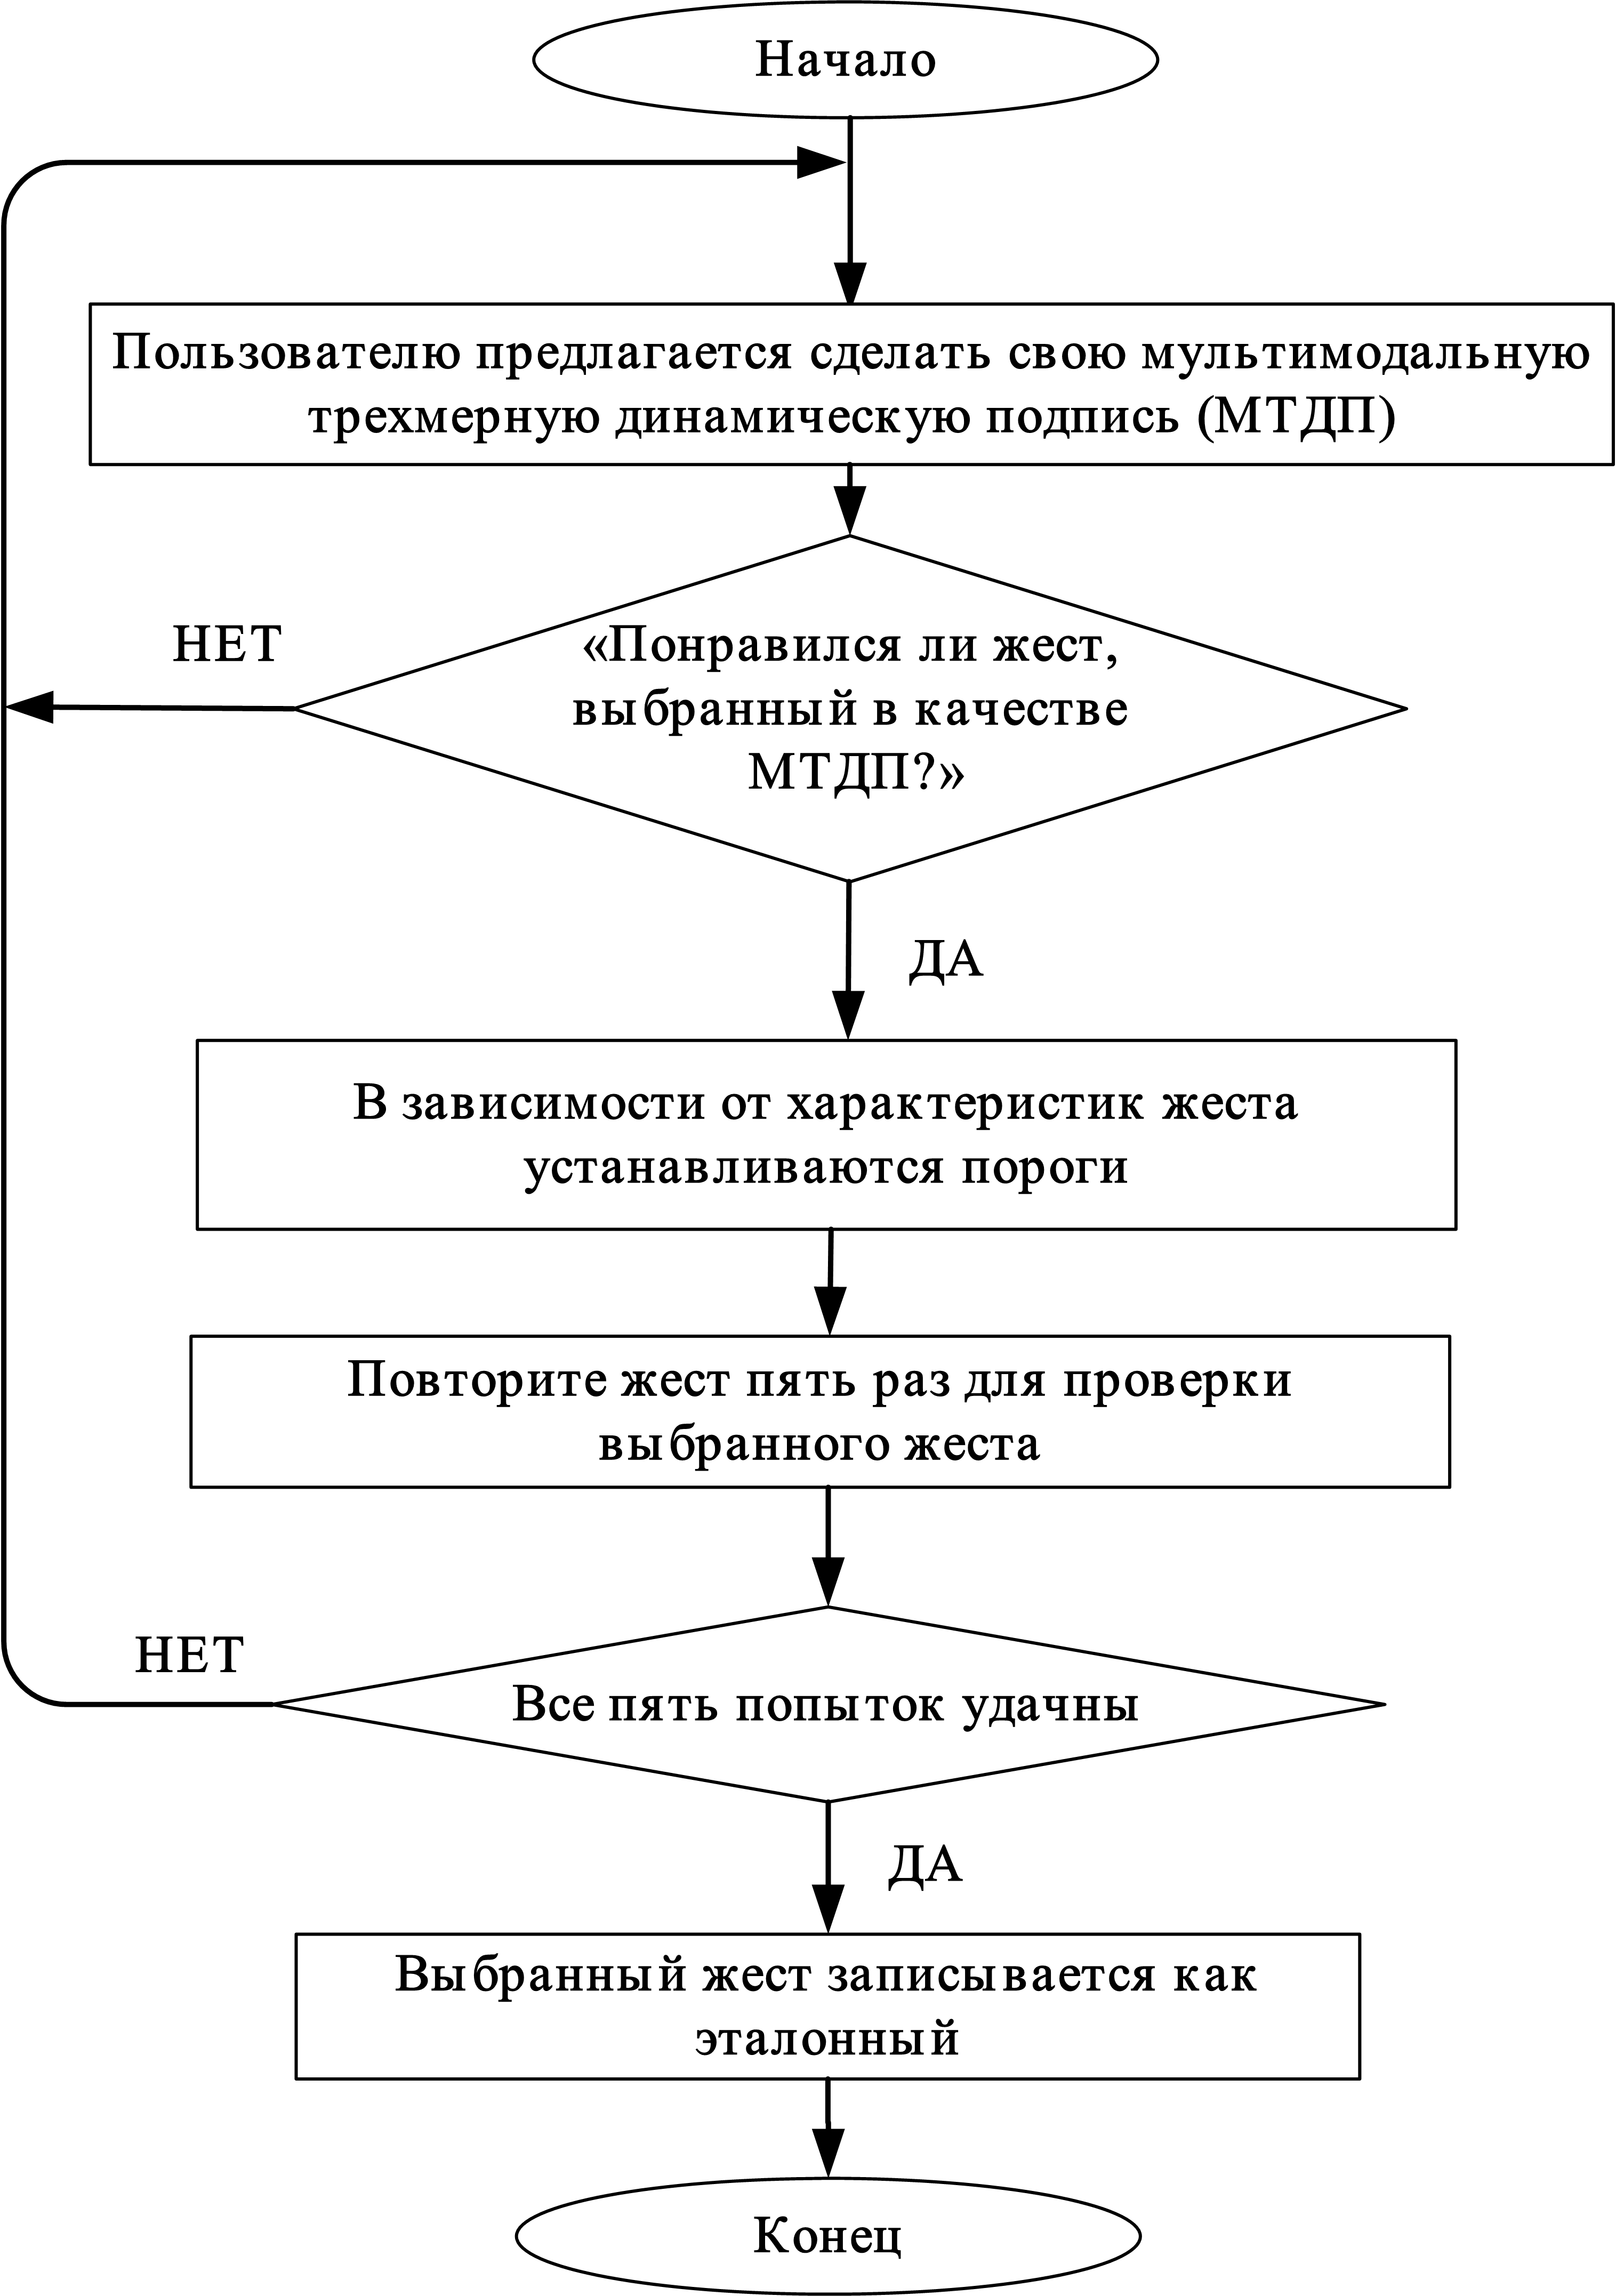 Начало
Пользователю предлагается сделать свою мультимодальную
трехмерную динамическую подпись (МТДП)
НЕТ
«Понравился ли жест,
выбранный в качестве
МТДП?»
ДА
В зависимости от характеристик жеста
устанавливаются пороги
Повторите жест пять раз для проверки
выбранного жеста
НЕТ
Все пять попыток удачны
ДА
Выбранный жест записывается как
эталонный
Конец